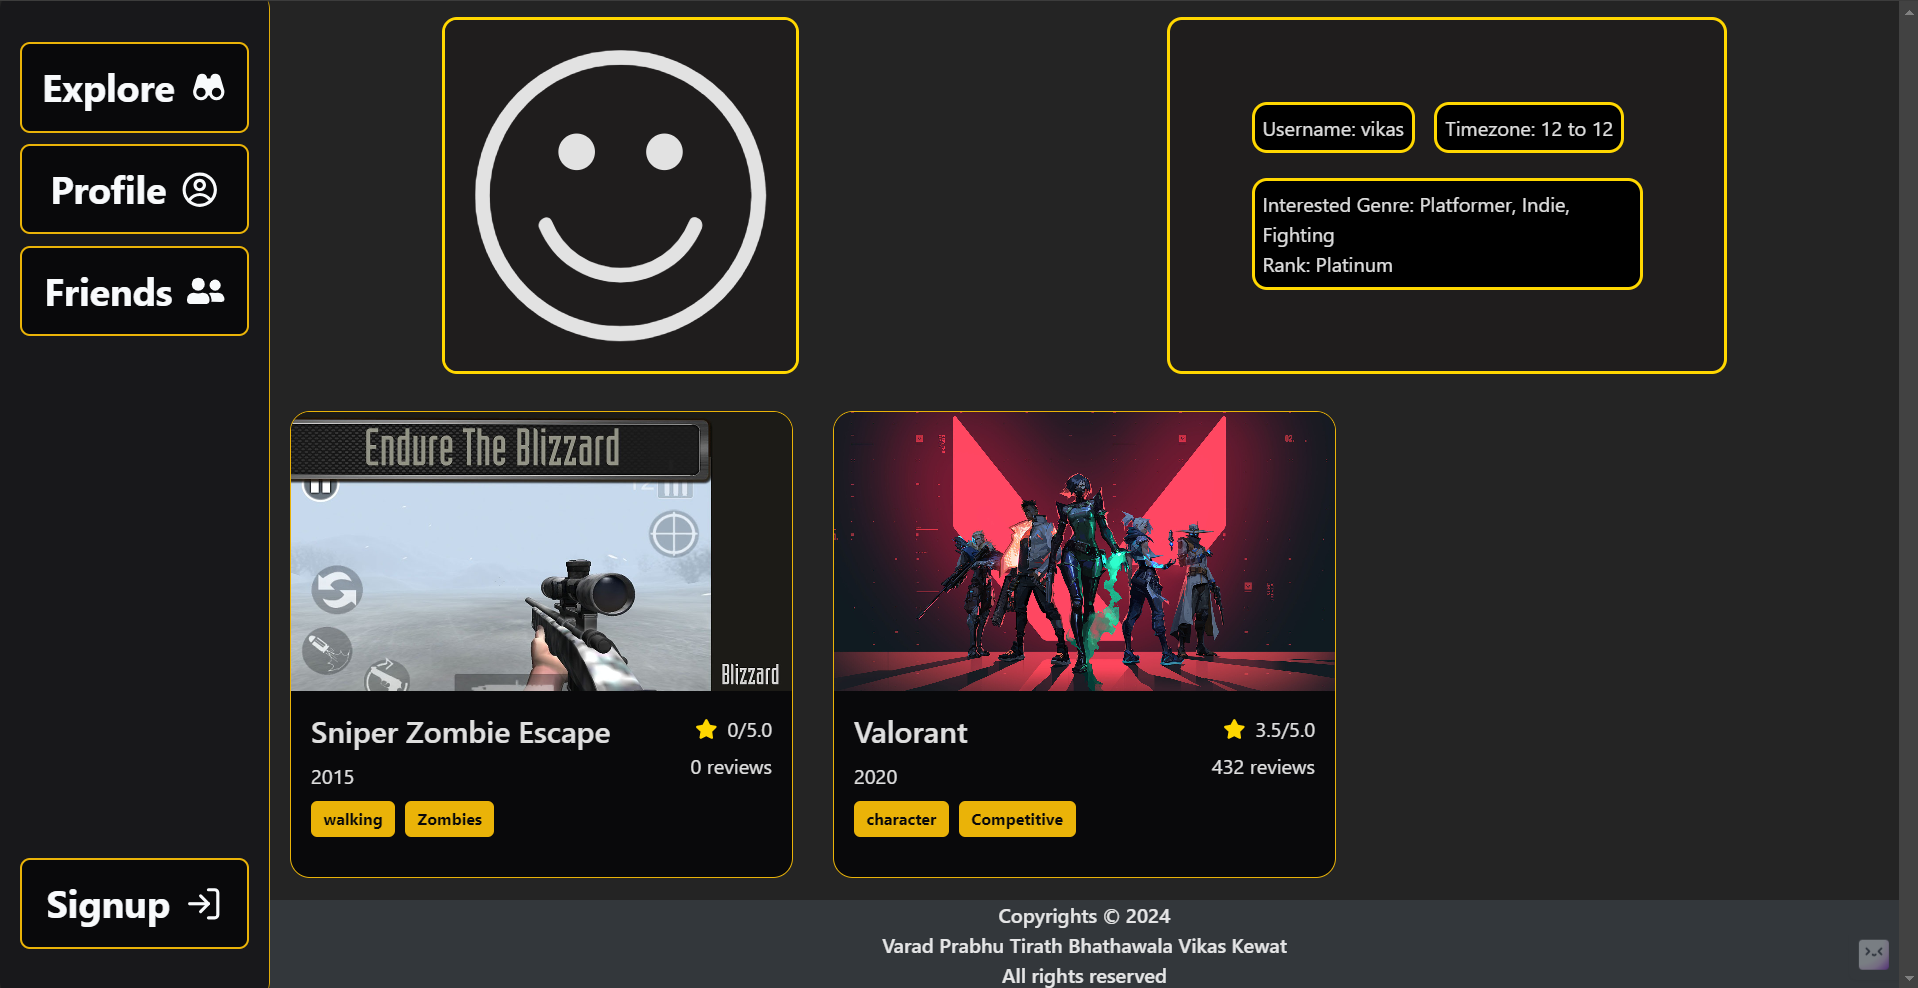 Explore
Profile
Friends
Signup
Username: vikas
Timezone: 12 to 12
Interested Genre: Platformer, Indie,
Fighting
Rank: Platinum
Endure The Blizzard
Blizzard
Sniper Zombie Escape
0/5.0
0 reviews
2015
walking
Zombies
Valorant
3.5/5.0
432 reviews
2020
character
Competitive
Copyrights © 2024
Varad Prabhu Tirath Bhathawala Vikas Kewat
All rights reserved